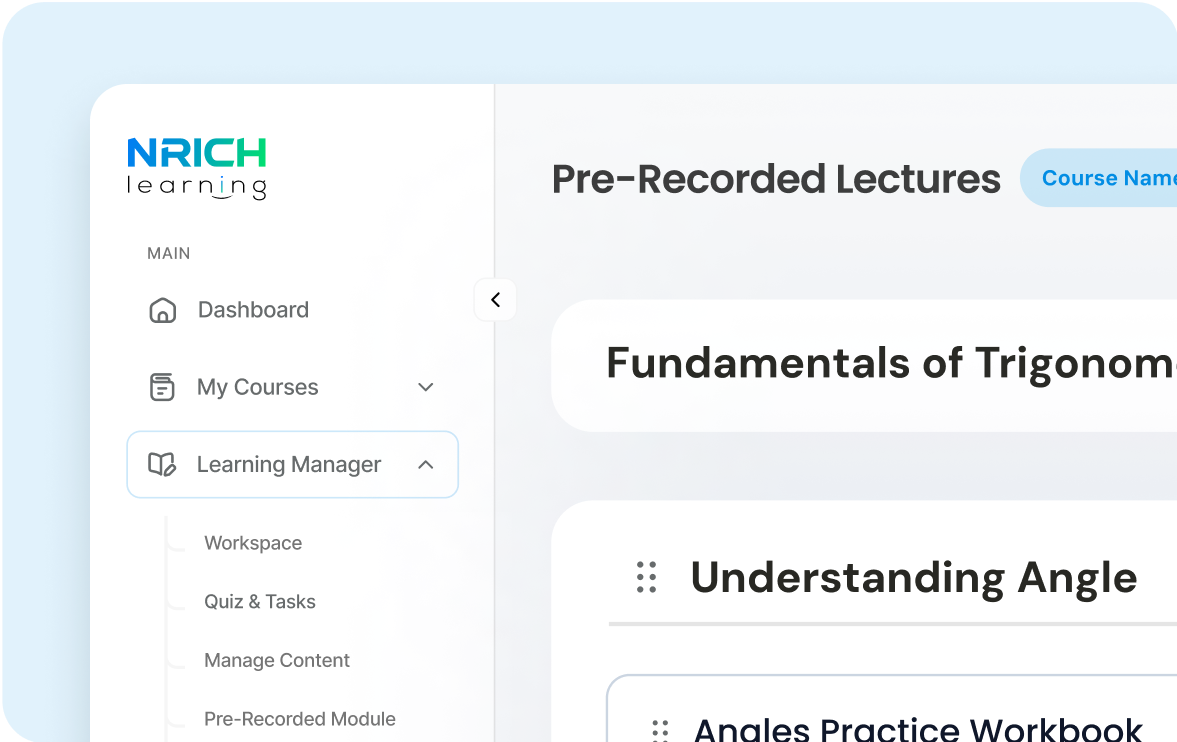 NRICH
learning
MAIN
Dashboard
My Courses
Learning Manager
Workspace
Quiz & Tasks
Manage Content
Pre-Recorded Module
Pre-Recorded Lectures
Course Name
Fundamentals of Trigonom
Understanding Angle
Angles Practice Workbook